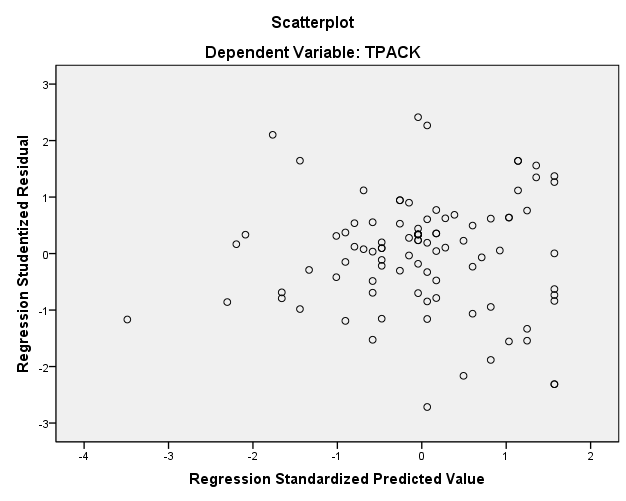 Scatterplot
Dependent Variable: TPACK
Regression Studentized Residual
3
2
1
0
-1
-2
-3
-4 -3 -2 -1 0 1 2
Regression Standardized Predicted Value